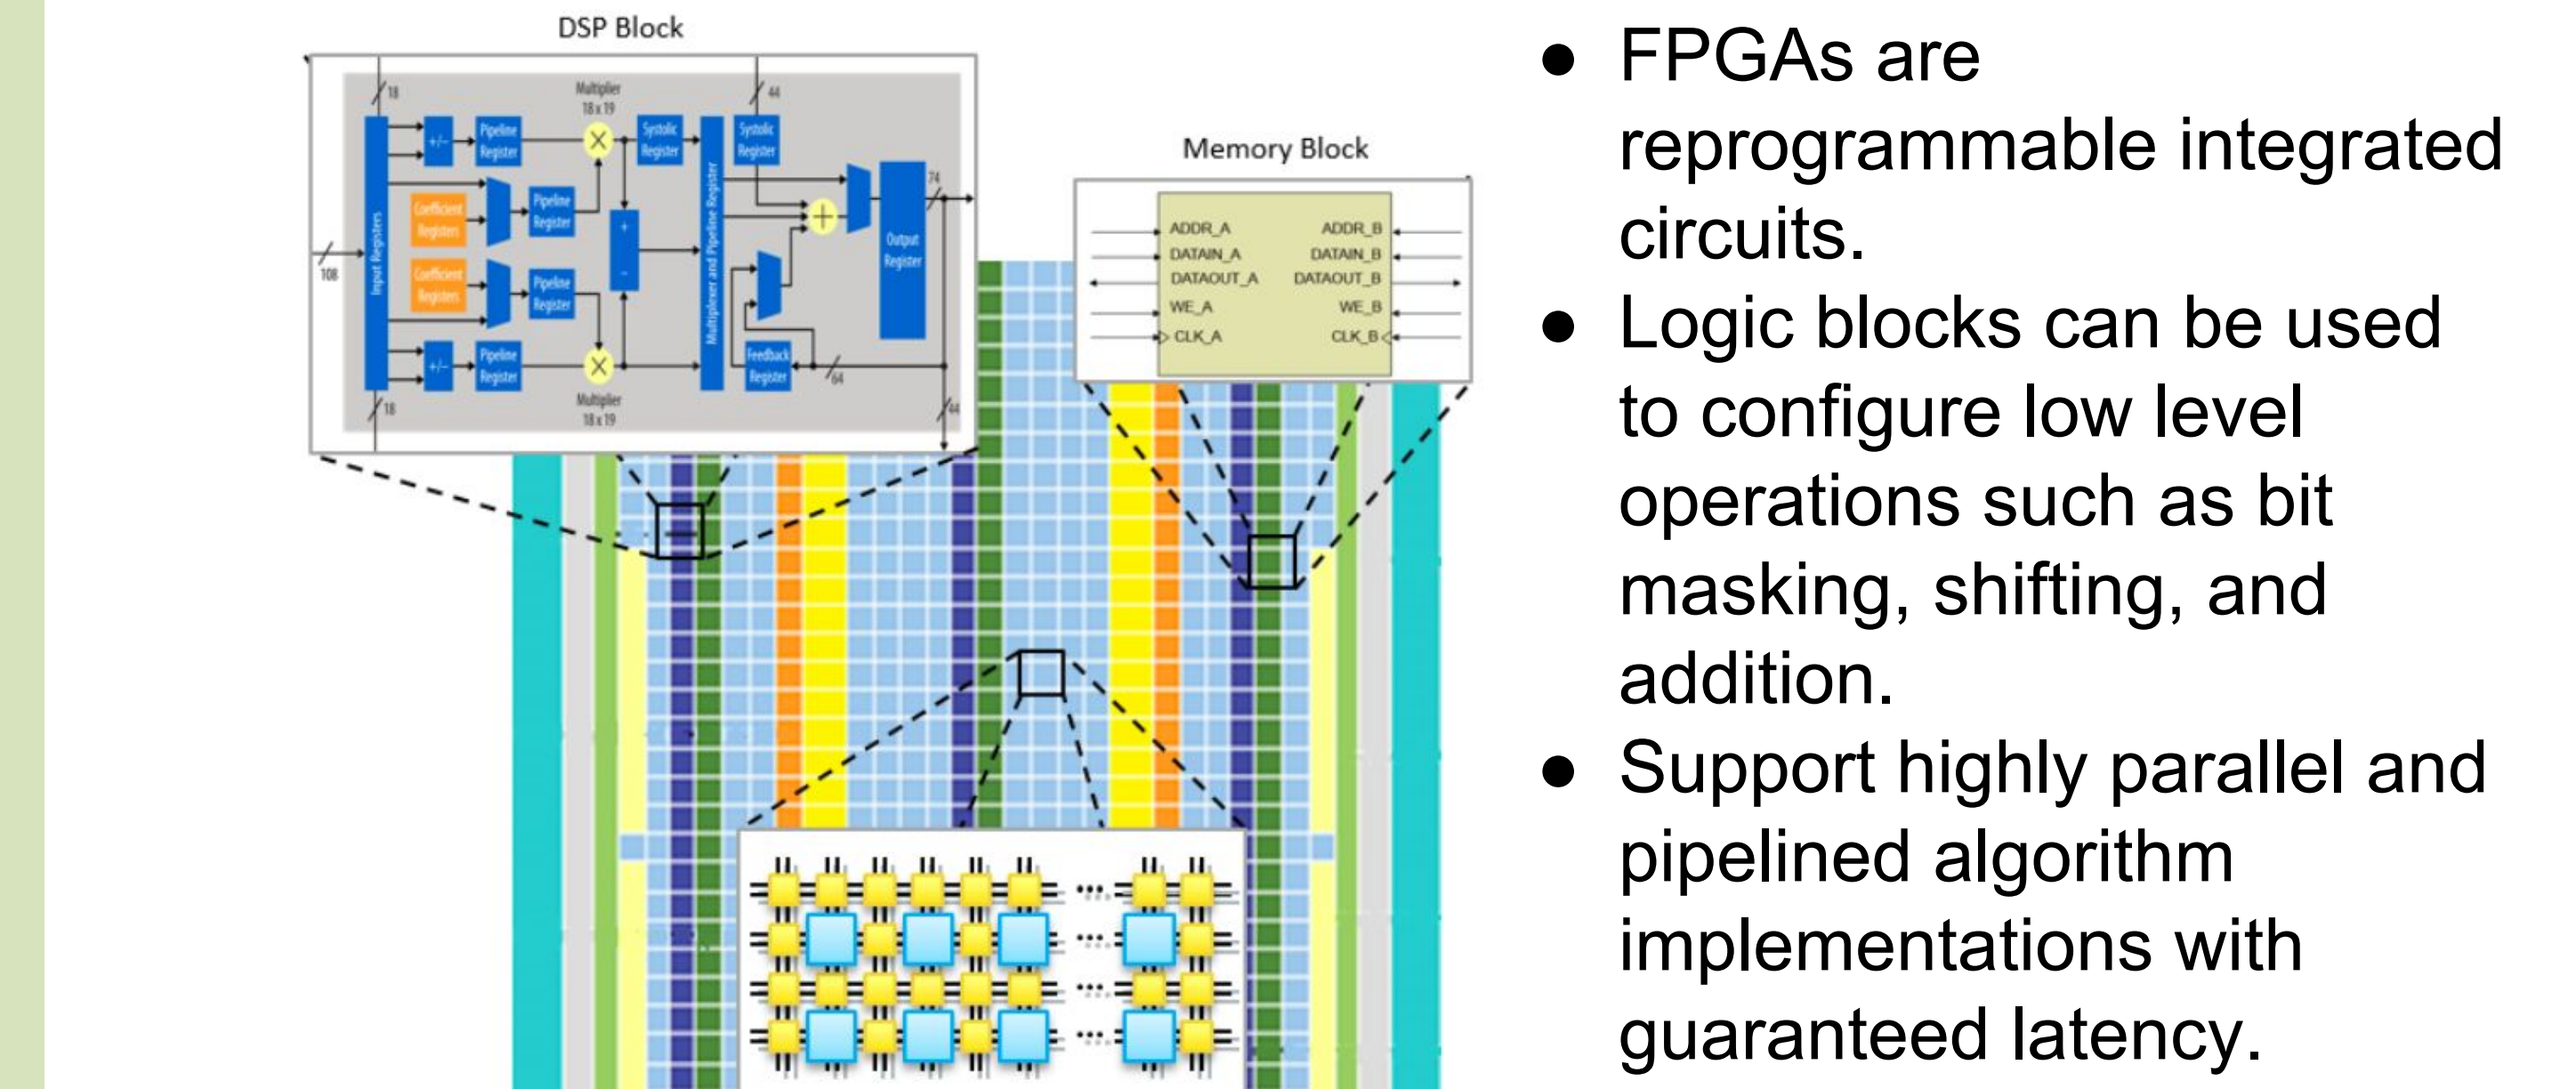 DSP Block
18
Multiplier
18 x 19
44
+/-
Pipeline
Register
Systolic
Register
Systolic
Register
74
Coefficient
Registers
Pipeline
Register
Input Registers
Multiplexer and Pipeline Register
+
-
Output
Register
108
Coefficient
Registers
Pipeline
Register
+/-
Pipeline
Register
Feedback
Register
64
18
Multiplier
18 x 19
44
Memory Block
ADDR_A ADDR_B
DATAIN_A DATAIN_B
DATAOUT_A DATAOUT_B
WE_A WE_B
CLK_A CLK_B
● FPGAs are
reprogrammable integrated
circuits.
● Logic blocks can be used
to configure low level
operations such as bit
masking, shifting, and
addition.
● Support highly parallel and
pipelined algorithm
implementations with
guaranteed latency.